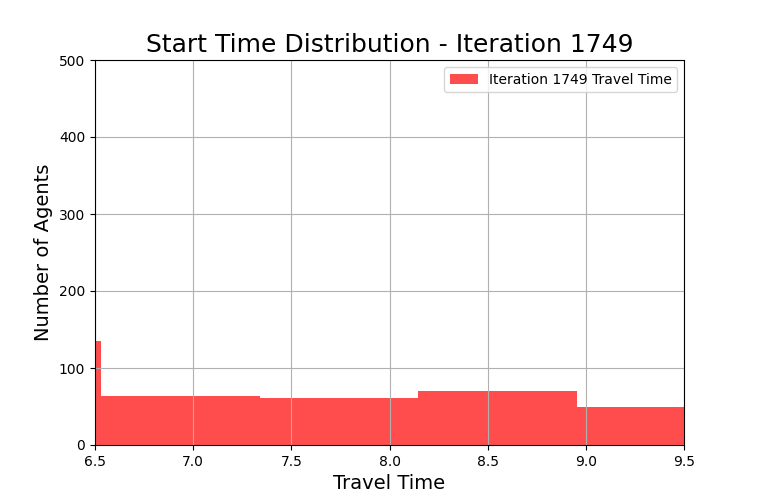 Start Time Distribution - Iteration 1749
Iteration 1749 Travel Time
Number of Agents
500
400
300
200
100
0
6.5 7.0 7.5 8.0 8.5 9.0 9.5
Travel Time